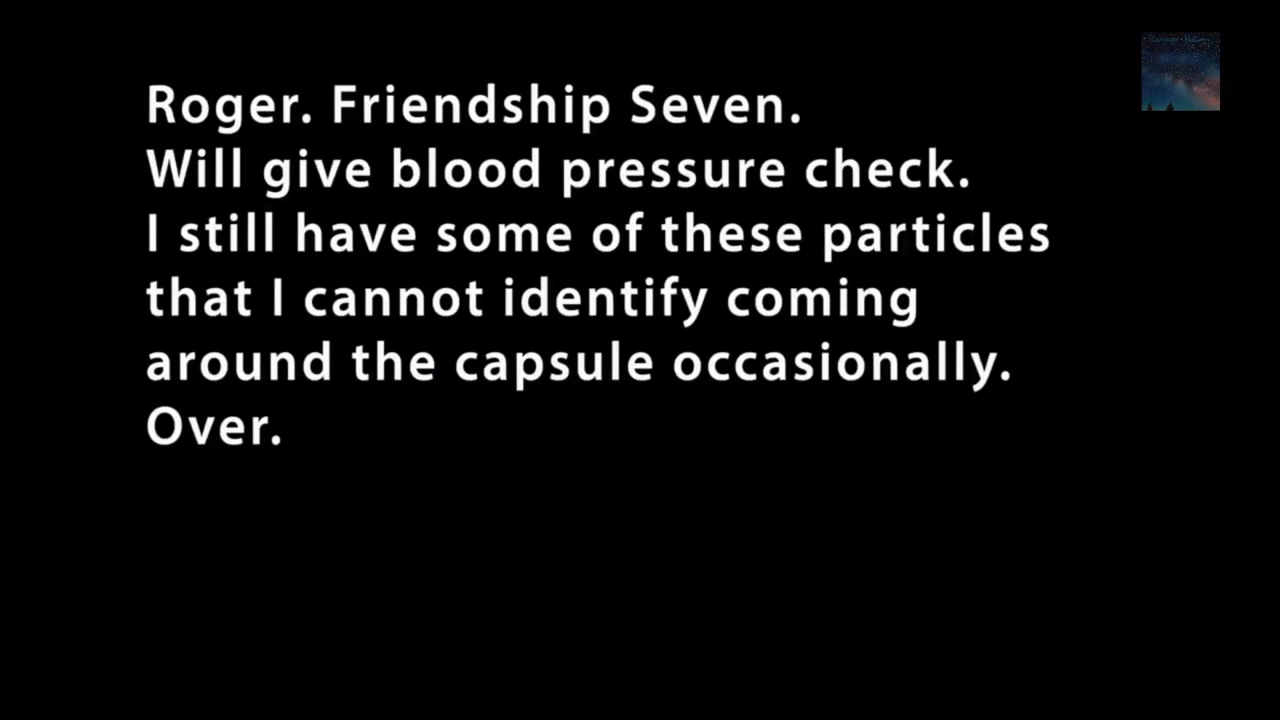 Roger. Friendship Seven.
Will give blood pressure check.
I still have some of these particles
that I cannot identify coming
around the capsule occasionally.
Over.